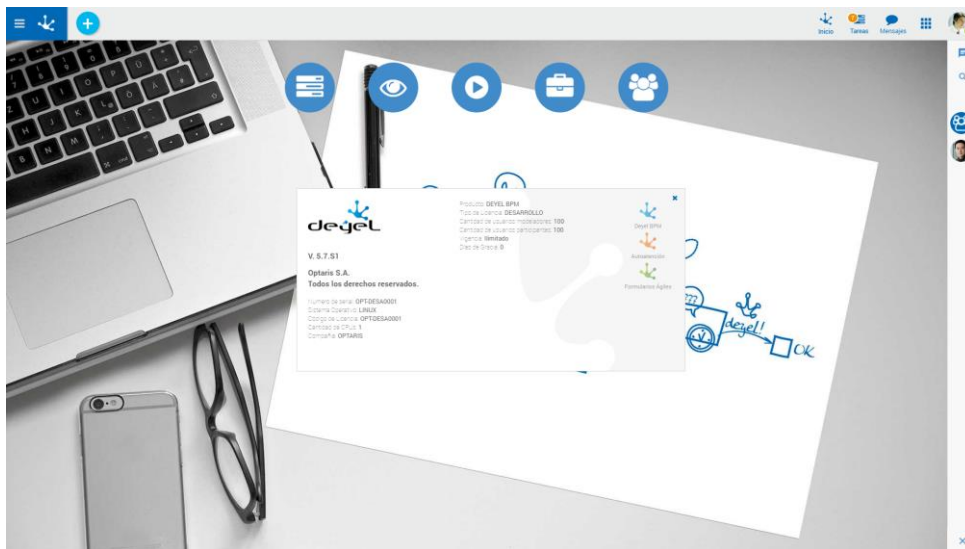 Inicio
Tareas
Mensajes
deyel
V. 5.7.S1
Optaris S.A.
Todos los derechos reservados.
Numero de serial: OPT-DESA0001
Sistema Operativo: LINUX
Código de Licencia: OPT-DESA0001
Cantidad de CPUs: 1
Compañía: OPTARIS
Producto: DEYEL BPM
Tipo de Licencia: DESARROLLO
Cantidad de usuarios modeladores: 100
Cantidad de usuarios participantes: 100
Vigencia: Ilimitada
Días de Gracia: 0
Deyel BPM
Autoatención
Formularios Agiles
???
deyel!
OK